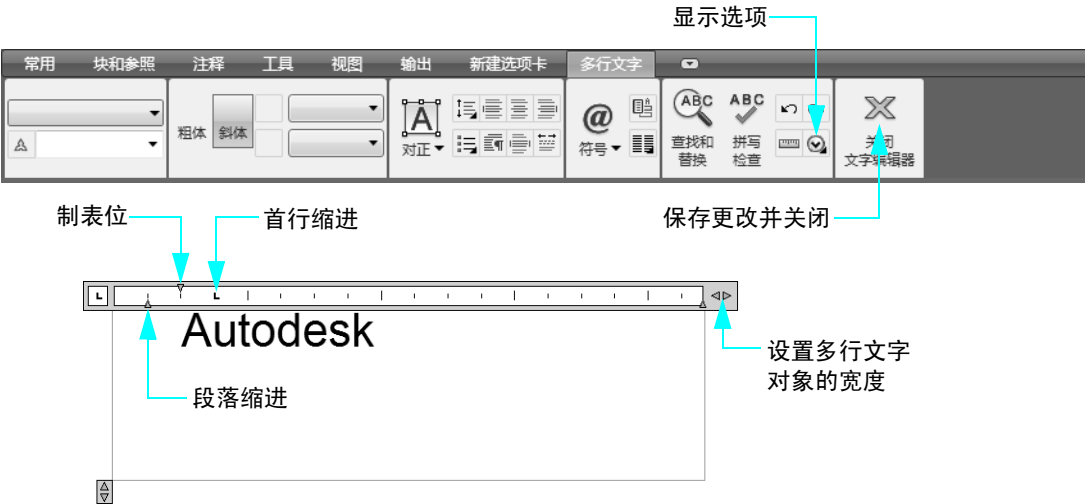 显示选项
常用 块和参照 注释 工具 视图 输出 新建选项卡 多行文字
ABC ABC
A 粗体 斜体 @
对正 符号 查找和 拼写 关闭
替换 检查 文字编辑器
制表位 首行缩进 保存更改并关闭
L L
Autodesk
设置多行文字
对象的宽度
段落缩进